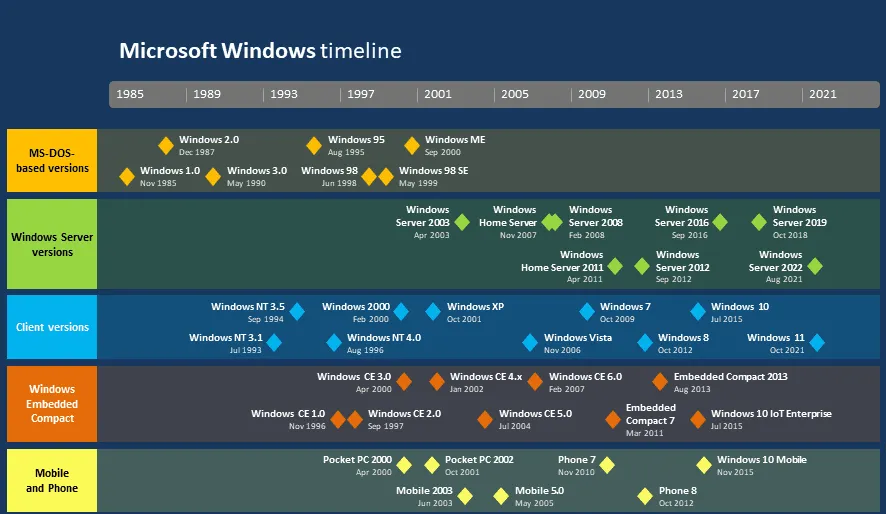 Microsoft Windows timeline
1985 1989 1993 1997 2001 2005 2009 2013 2017 2021
MS-DOS-
based versions
Windows 2.0
Dec 1987
Windows 95
Aug 1995
Windows ME
Sep 2000
Windows 1.0
Nov 1985
Windows 3.0
May 1990
Windows 98
Jun 1998
Windows 98 SE
May 1999
Windows Server
versions
Windows
Server 2003
Apr 2003
Windows
Home Server
Nov 2007
Windows
Server 2008
Feb 2008
Windows
Server 2016
Sep 2016
Windows
Server 2019
Oct 2018
Windows
Home Server 2011
Apr 2011
Windows
Server 2012
Sep 2012
Windows
Server 2022
Aug 2021
Client versions
Windows NT 3.5
Sep 1994
Windows 2000
Feb 2000
Windows XP
Oct 2001
Windows 7
Oct 2009
Windows 10
Jul 2015
Windows NT 3.1
Jul 1993
Windows NT 4.0
Aug 1996
Windows Vista
Nov 2006
Windows 8
Oct 2012
Windows 11
Oct 2021
Windows
Embedded
Compact
Windows CE 3.0
Apr 2000
Windows CE 4.x
Jan 2002
Windows CE 6.0
Feb 2007
Embedded Compact 2013
Aug 2013
Windows CE 1.0
Nov 1996
Windows CE 2.0
Sep 1997
Windows CE 5.0
Jul 2004
Embedded
Compact 7
Mar 2011
Windows 10 IoT Enterprise
Jul 2015
Mobile
and Phone
Pocket PC 2000
Apr 2000
Pocket PC 2002
Oct 2001
Phone 7
Nov 2010
Windows 10 Mobile
Nov 2015
Mobile 2003
Jun 2003
Mobile 5.0
May 2005
Phone 8
Oct 2012